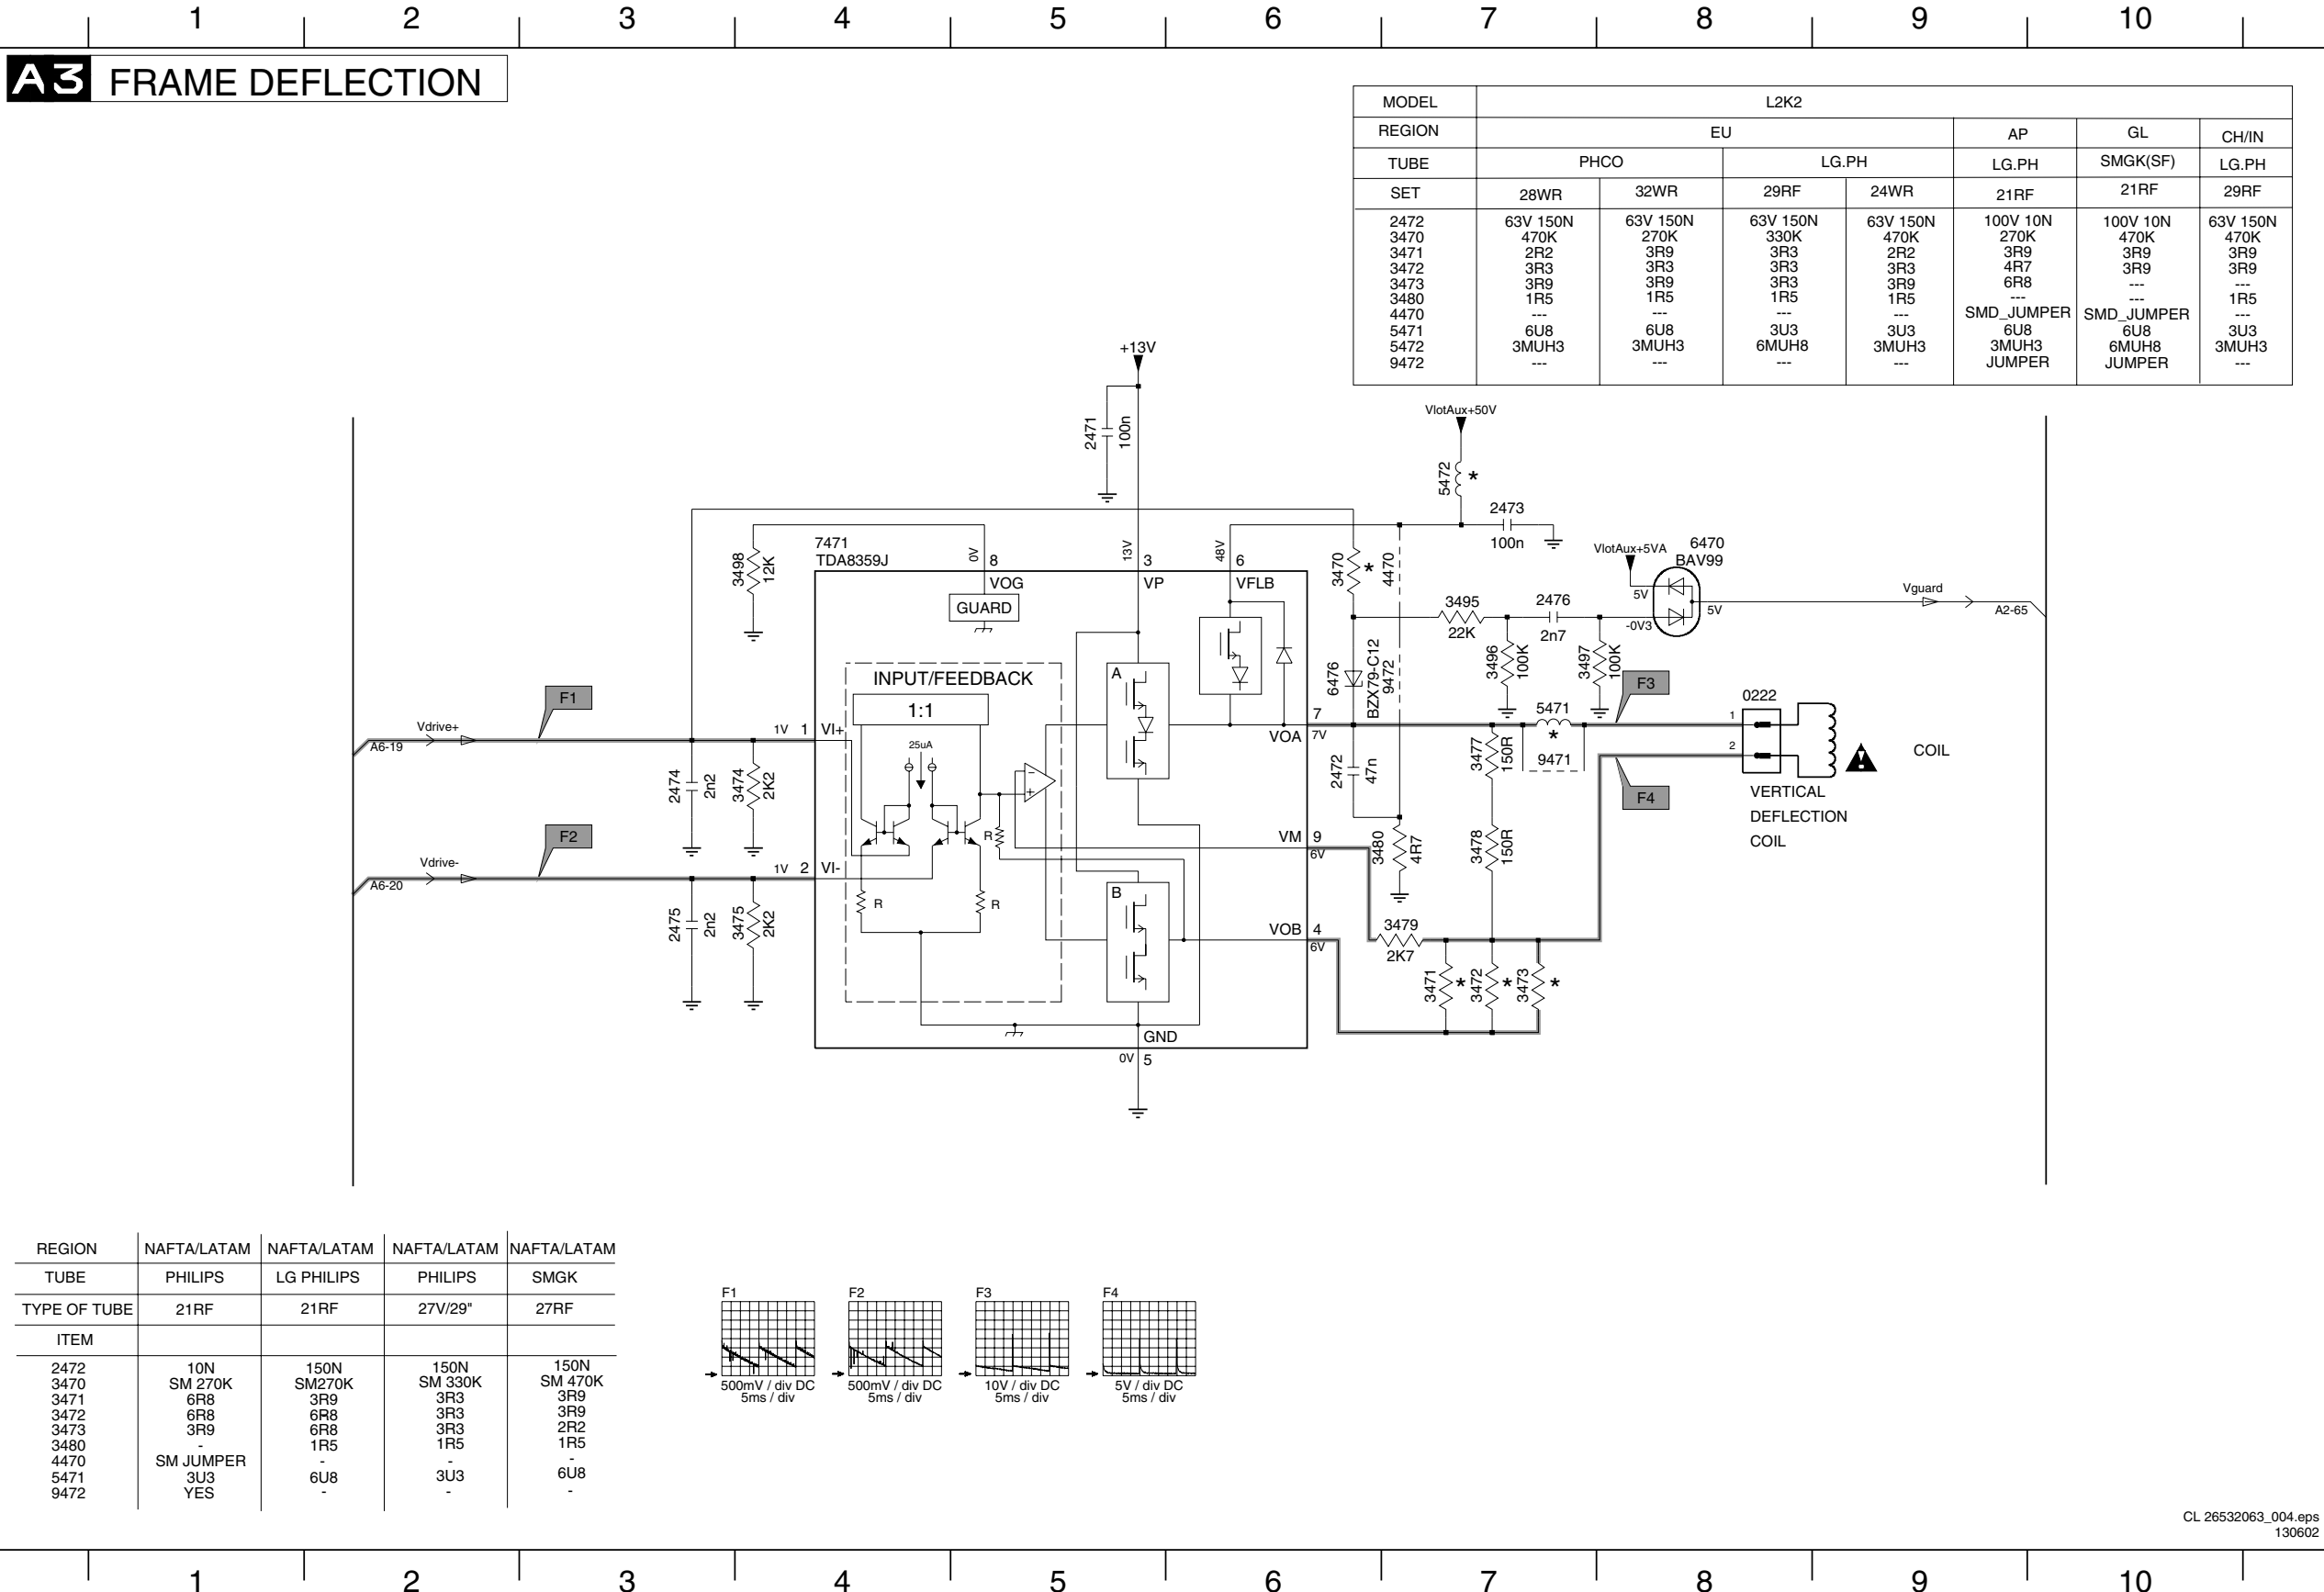 1 2 3 4 5 6 7 8 9 10
A3 FRAME DEFLECTION
MODEL L2K2
REGION EU AP GL CH/IN
TUBE PHCO LG.PH LG.PH SMGK(SF) LG.PH
SET 28WR 32WR 29RF 24WR 21RF 21RF 29RF
2472 63V 150N 63V 150N 63V 150N 63V 150N 100V 10N 100V 10N 63V 150N
3470 470K 270K 330K 470K 270K 470K 470K
3471 2R2 3R9 3R3 2R2 3R9 3R9 3R9
3472 3R3 3R3 3R3 3R3 4R7 3R9 3R9
3473 3R9 3R9 3R3 3R9 6R8 --- ---
3480 1R5 1R5 1R5 1R5 --- --- 1R5
4470 --- --- --- --- SMD_JUMPER SMD_JUMPER ---
5471 6U8 6U8 3U3 3U3 6U8 6U8 3U3
5472 3MUH3 3MUH3 6MUH8 3MUH3 3MUH3 6MUH8 3MUH3
9472 --- --- --- --- JUMPER JUMPER ---
+13V
2471
100n
VlotAux+50V
5472
*
2473
100n
3498
12K
7471
TDA8359J
0V 8
VOG
GUARD
13V 3
VP
48V 6
VFLB
3470
*
4470
VlotAux+5VA
6470
BAV99
5V
-0V3
5V
Vguard
A2-65
3495
22K
2476
2n7
3496
100K
3497
100K
6476
BZX79-C12
9472
INPUT/FEEDBACK
1:1
25uA
A
F1
Vdrive+
A6-19
1V 1 VI+
2474
2n2
3474
2K2
F2
Vdrive-
A6-20
1V 2 VI-
2475
2n2
3475
2K2
R
R
R
-
+
B
VOA 7
7V
VM 9
6V
VOB 4
6V
GND
0V 5
2472
47n
3480
4R7
3477
150R
3478
150R
5471
*
9471
3479
2K7
3471
*
3472
*
3473
*
F3
F4
0222
1
2
COIL
VERTICAL
DEFLECTION
COIL
REGION NAFTA/LATAM NAFTA/LATAM NAFTA/LATAM NAFTA/LATAM
TUBE PHILIPS LG PHILIPS PHILIPS SMGK
TYPE OF TUBE 21RF 21RF 27V/29" 27RF
ITEM
2472 10N 150N 150N 150N
3470 SM 270K SM270K SM 330K SM 470K
3471 6R8 3R9 3R3 3R9
3472 6R8 6R8 3R3 3R9
3473 3R9 6R8 3R3 2R2
3480 - 1R5 1R5 1R5
4470 SM JUMPER - - -
5471 3U3 6U8 3U3 6U8
9472 YES - - -
F1
500mV / div DC
5ms / div
F2
500mV / div DC
5ms / div
F3
10V / div DC
5ms / div
F4
5V / div DC
5ms / div
CL 26532063_004.eps
130602
1 2 3 4 5 6 7 8 9 10